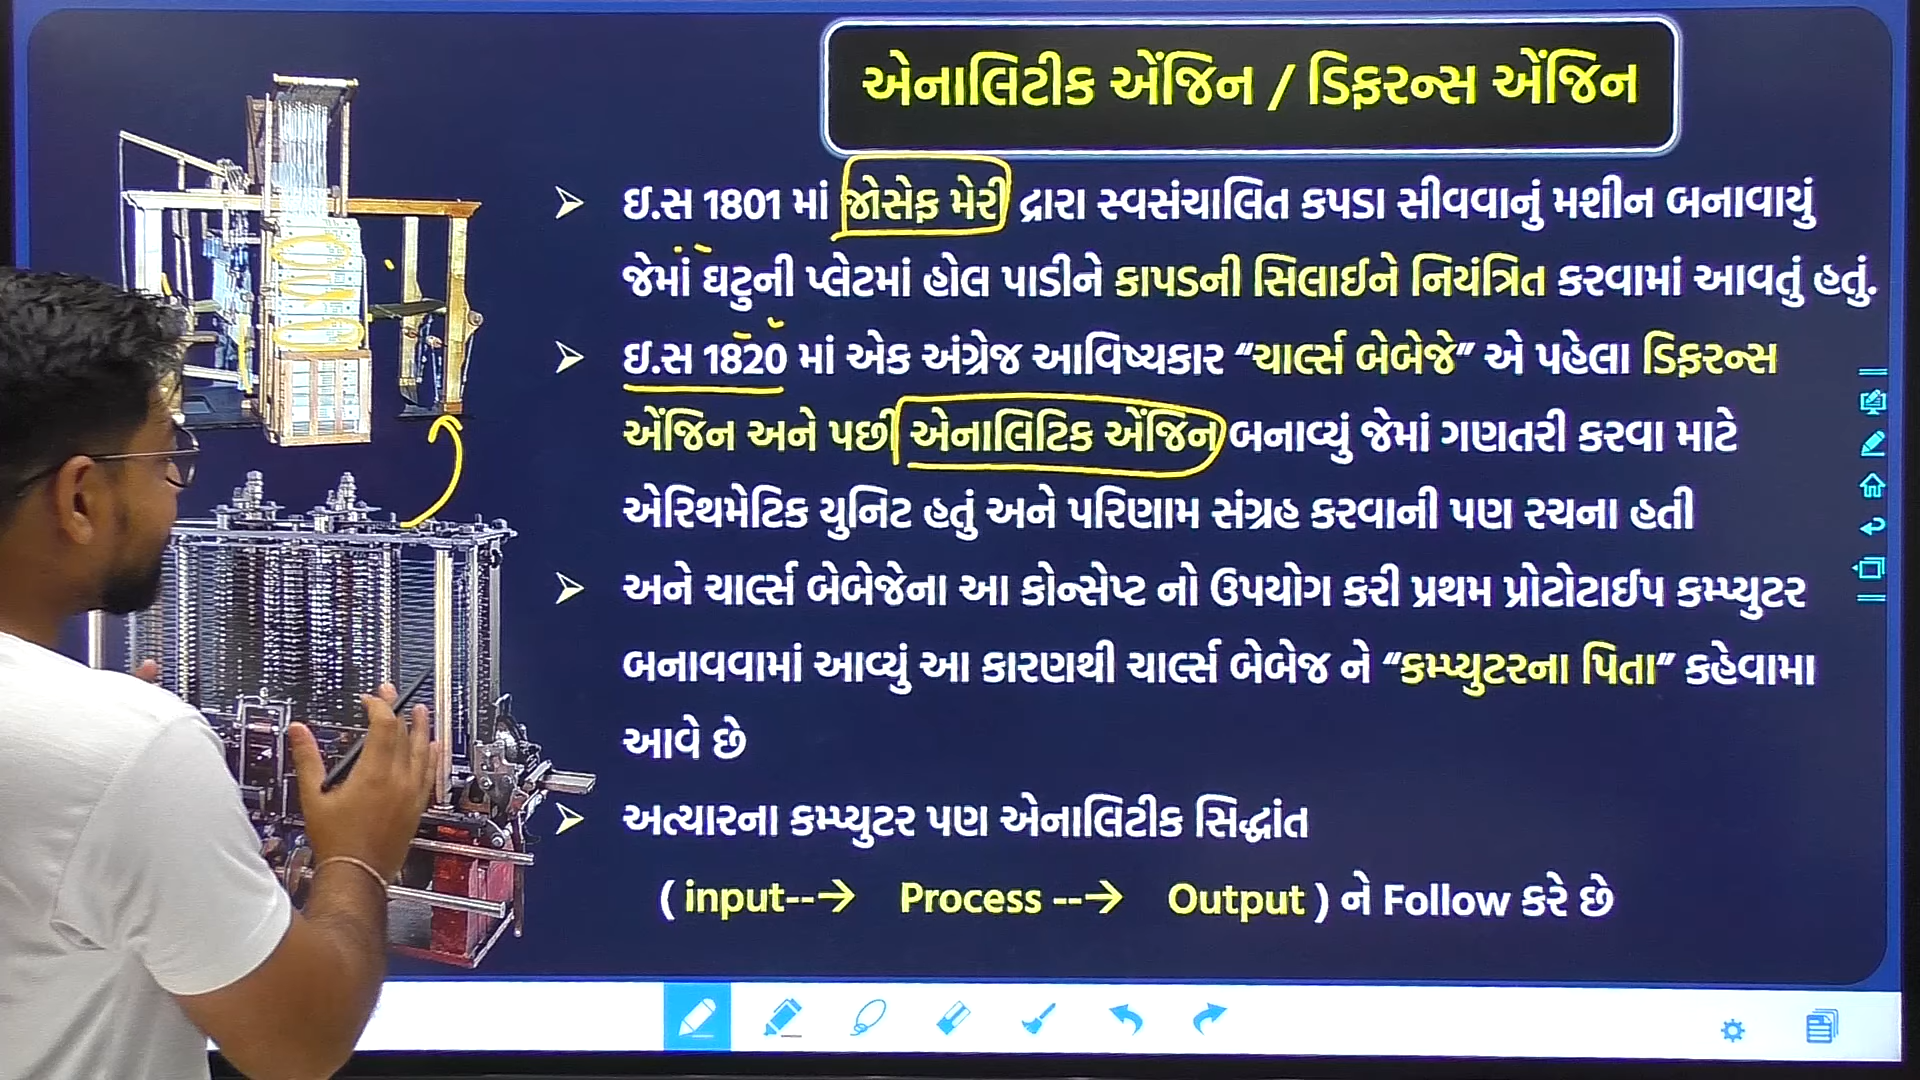 એનાલિટીક એંજિન / ડિફરન્સ એંજિન
➢ ઇ.સ 1801 માં જોસેફ મેરી દ્વારા સ્વસંચાલિત કપડા સીવવાનું મશીન બનાવાયું
જેમાં ઘટુની પ્લેટમાં હોલ પાડીને કાપડની સિલાઈને નિયંત્રિત કરવામાં આવતું હતું.
➢ ઇ.સ 1820 માં એક અંગ્રેજ આવિષ્યકાર “ચાર્લ્સ બેબેજે” એ પહેલા ડિફરન્સ
એંજિન અને પછી એનાલિટિક એંજિન બનાવ્યું જેમાં ગણતરી કરવા માટે
એરિથમેટિક યુનિટ હતું અને પરિણામ સંગ્રહ કરવાની પણ રચના હતી
➢ અને ચાર્લ્સ બેબેજેના આ કોન્સેપ્ટ નો ઉપયોગ કરી પ્રથમ પ્રોટોટાઈપ કમ્પ્યુટર
બનાવવામાં આવ્યું આ કારણથી ચાર્લ્સ બેબેજ ને “કમ્પ્યુટરના પિતા” કહેવામા
આવે છે
➢ અત્યારના કમ્પ્યુટર પણ એનાલિટીક સિદ્ધાંત
( input--→ Process --→ Output ) ને Follow કરે છે